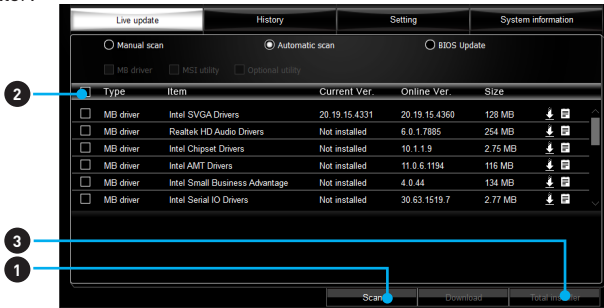 Live update History Setting System information
Manual scan Automatic scan BIOS Update
MB driver MSI utility Optional utility
2
Type Item Current Ver. Online Ver. Size
MB driver Intel SVGA Drivers 20.19.15.4331 20.19.15.4360 128 MB
MB driver Realtek HD Audio Drivers Not installed 6.0.1.7885 254 MB
MB driver Intel Chipset Drivers Not installed 10.1.1.9 2.75 MB
MB driver Intel AMT Drivers Not installed 11.0.6.1194 116 MB
MB driver Intel Small Business Advantage Not installed 4.0.44 134 MB
MB driver Intel Serial IO Drivers Not installed 30.63.1519.7 2.77 MB
3
1
Scan Download Total installer